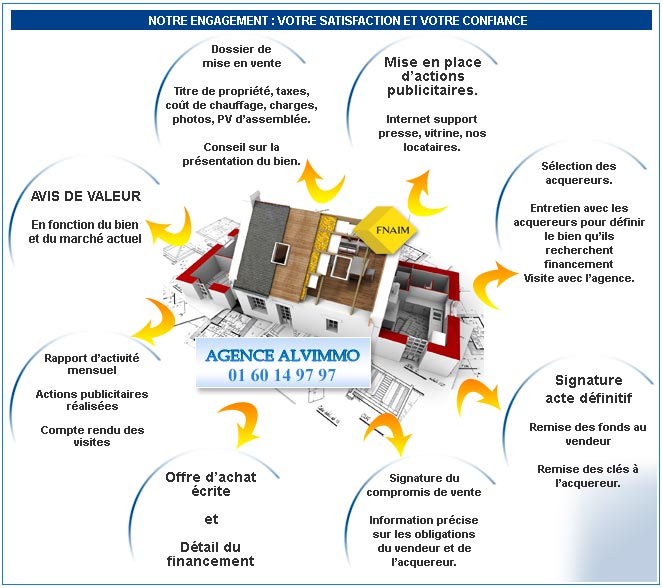 NOTRE ENGAGEMENT : VOTRE SATISFACTION ET VOTRE CONFIANCE
Dossier de
mise en vente
Titre de propriété, taxes,
coût de chauffage, charges,
photos, PV d'assemblée.
Conseil sur la
présentation du bien.
Mise en place
d'actions
publicitaires.
Internet support
presse, vitrine, nos
locataires.
Sélection des
acquereurs.
Entretien avec les
acquereurs pour définir
le bien qu'ils
recherchent
financement
Visite avec l'agence.
AVIS DE VALEUR
En fonction du bien
et du marché actuel
FNAIM
AGENCE ALVIMMO
01 60 14 97 97
Rapport d'activité
mensuel
Actions publicitaires
réalisées
Compte rendu des
visites
Signature
acte définitif
Remise des fonds au
vendeur
Remise des clés à
l'acquereur.
Offre d'achat
écrite
et
Détail du
financement
Signature du
compromis de vente
Information précise
sur les obligations
du vendeur et de
l'acquereur.